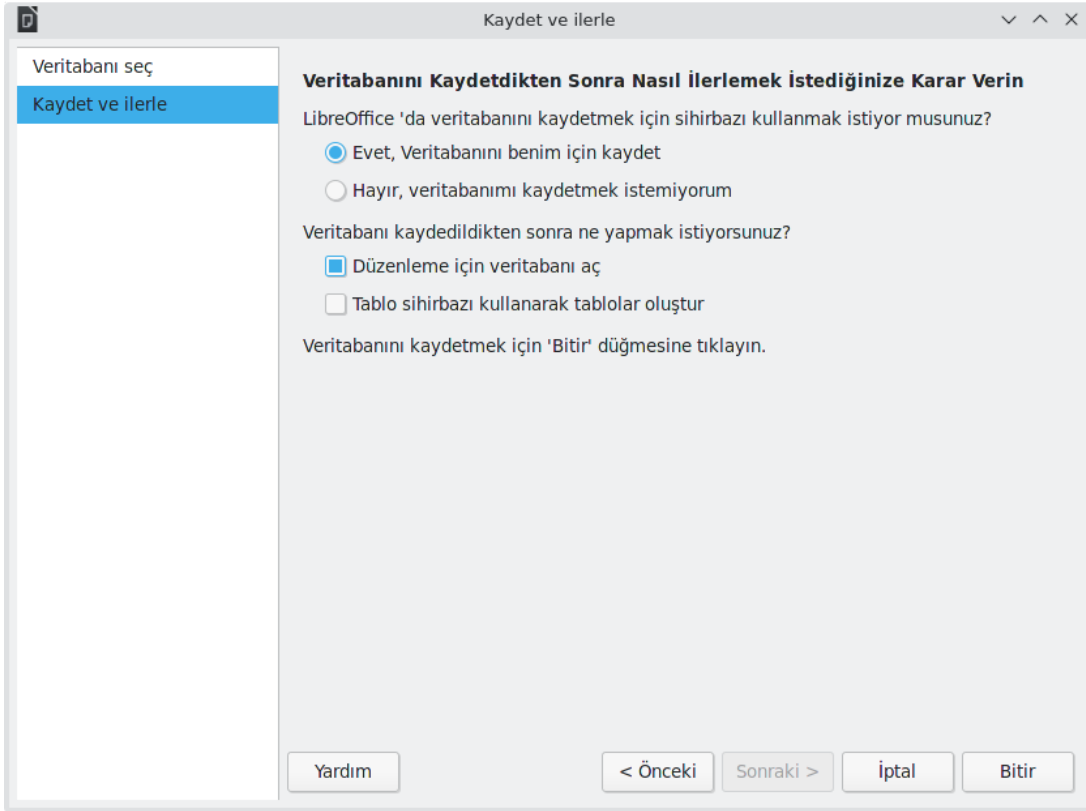 Kaydet ve ilerle
Veritabanı seç
Kaydet ve ilerle
Veritabanını Kaydetdikten Sonra Nasıl İlerlemek İstediğinize Karar Verin
LibreOffice 'da veritabanını kaydetmek için sihirbazı kullanmak istiyor musunuz?
Evet, Veritabanını benim için kaydet
Hayır, veritabanımı kaydetmek istemiyorum
Veritabanı kaydedildikten sonra ne yapmak istiyorsunuz?
Düzenleme için veritabanı aç
Tablo sihirbazı kullanarak tablolar oluştur
Veritabanını kaydetmek için 'Bitir' düğmesine tıklayın.
Yardım < Önceki Sonraki > İptal Bitir